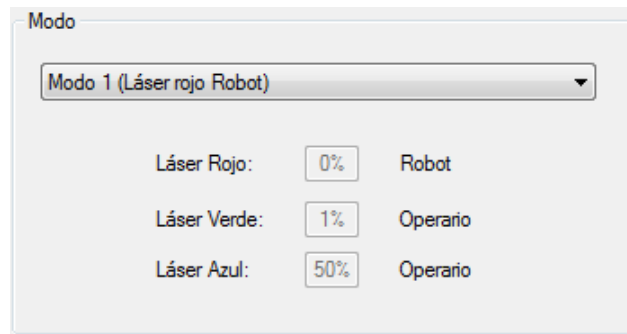 Modo
Modo 1 (Láser rojo Robot)
Láser Rojo: 0% Robot
Láser Verde: 1% Operario
Láser Azul: 50% Operario